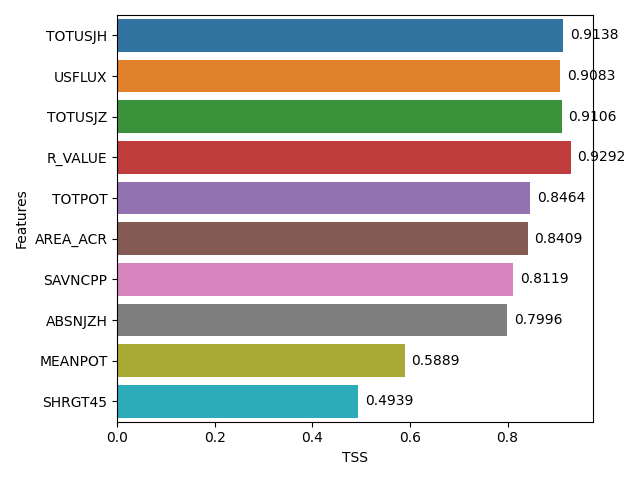 TOTUSJH 0.9138
USFLUX 0.9083
TOTUSJZ 0.9106
R_VALUE 0.9292
TOTPOT 0.8464
AREA_ACR 0.8409
SAVNCPP 0.8119
ABSNJZH 0.7996
MEANPOT 0.5889
SHRGT45 0.4939
Features
0.0 0.2 0.4 0.6 0.8
TSS